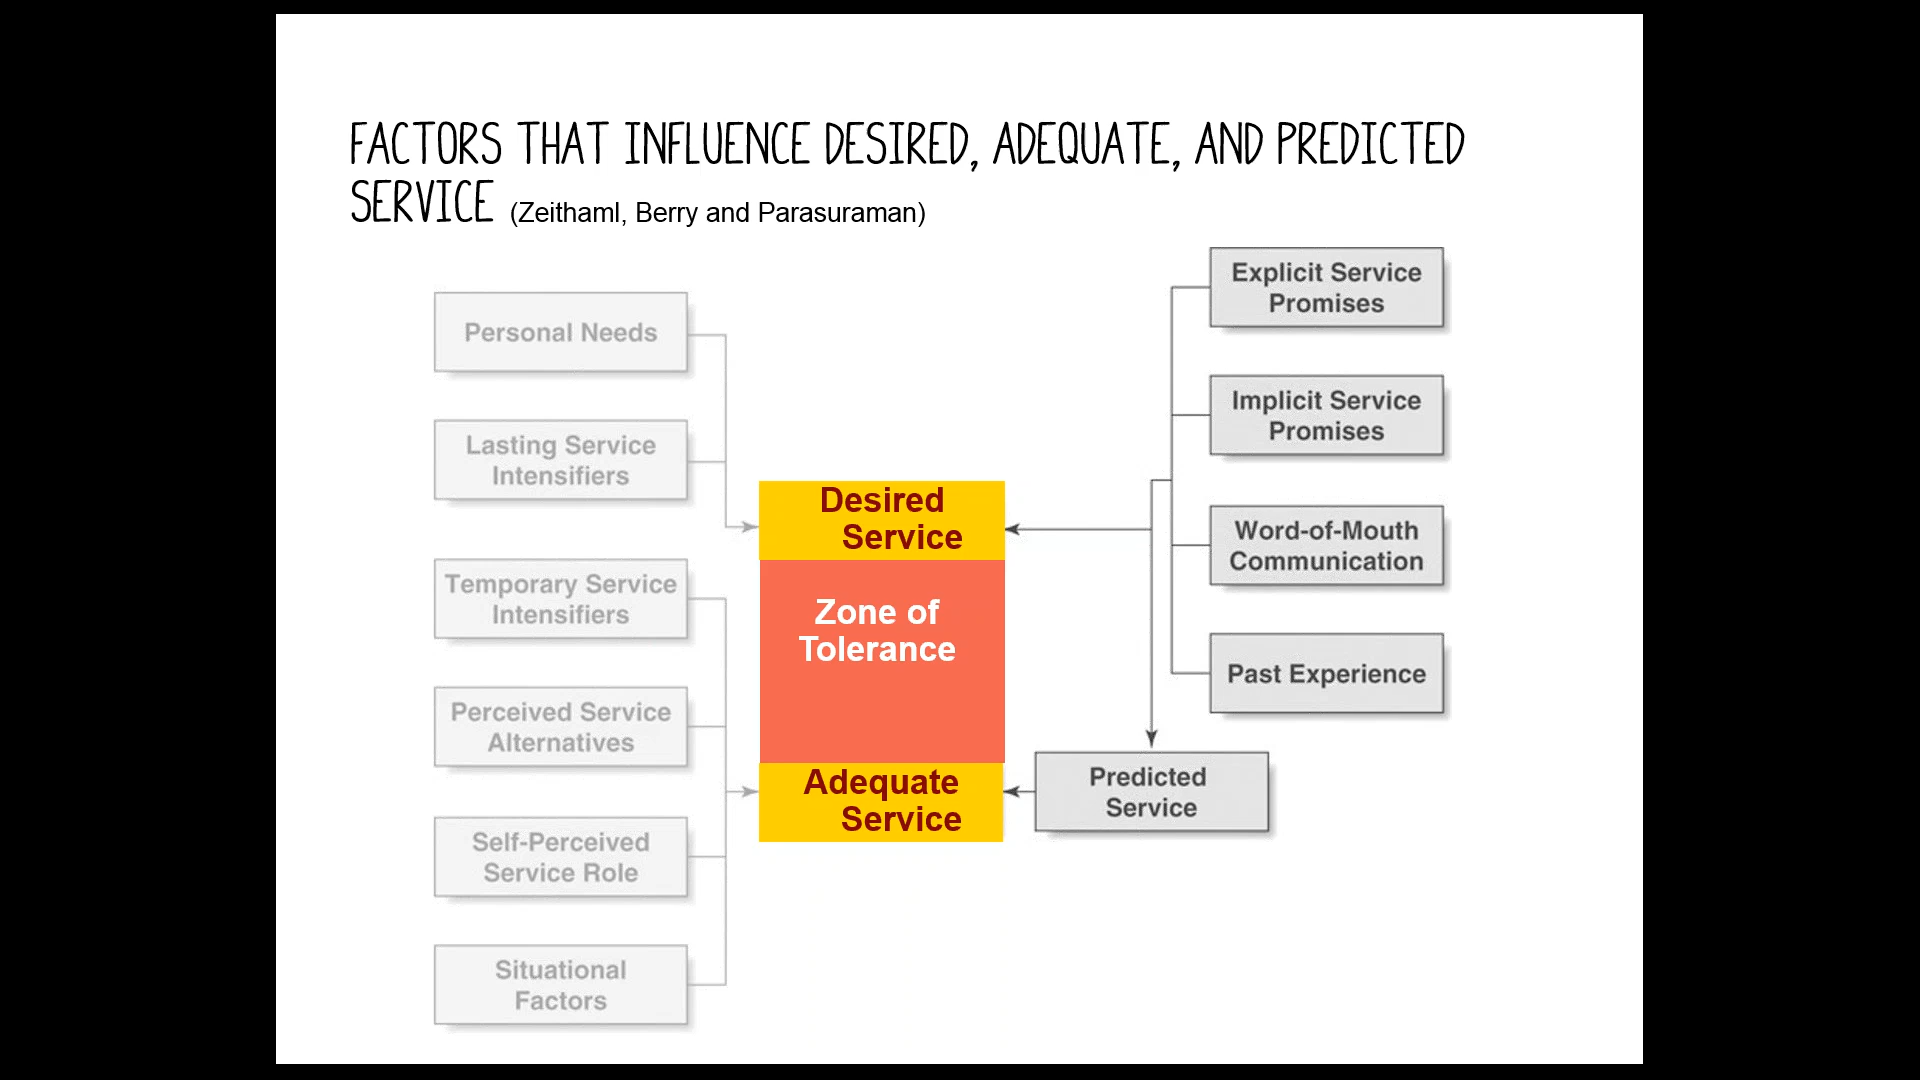 FACTORS THAT INFLUENCE DESIRED, ADEQUATE, AND PREDICTED
SERVICE (Zeithaml, Berry and Parasuraman)
Personal Needs
Lasting Service
Intensifiers
Temporary Service
Intensifiers
Perceived Service
Alternatives
Self-Perceived
Service Role
Situational
Factors
Desired
Service
Zone of
Tolerance
Adequate
Service
Explicit Service
Promises
Implicit Service
Promises
Word-of-Mouth
Communication
Past Experience
Predicted
Service